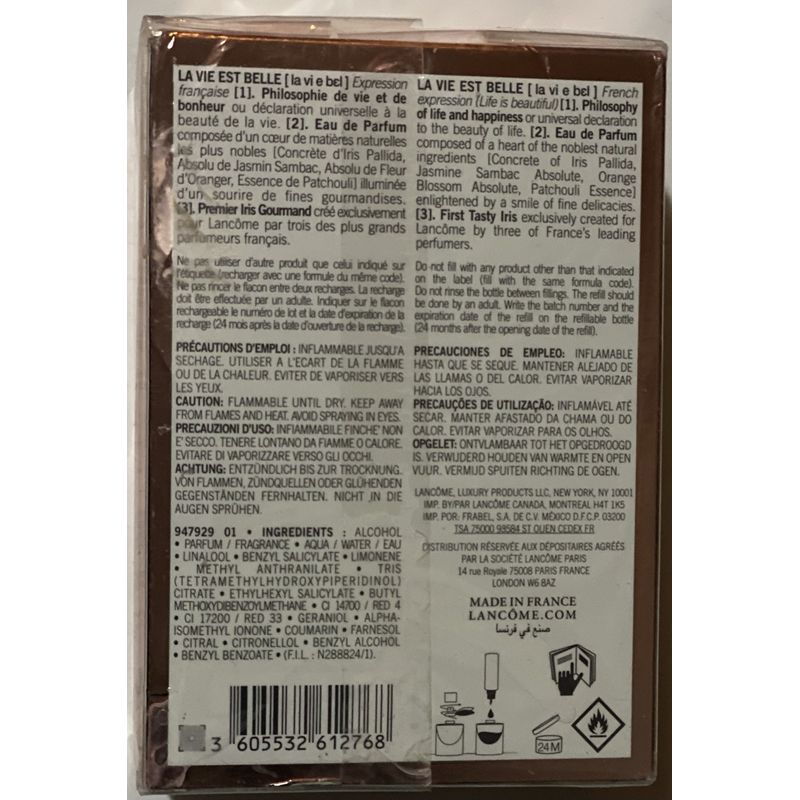 LA VIE EST BELLE [ la vi e bɛl ] Expression
française [1]. Philosophie de vie et de
bonheur ou déclaration universelle à la
beauté de la vie. [2]. Eau de Parfum
composée d'un cœur de matières naturelles
les plus nobles [Concrète d'Iris Pallida,
Absolu de Jasmin Sambac, Absolu de Fleur
d'Oranger, Essence de Patchouli] illuminée
d'un sourire de fines gourmandises.
[3]. Premier Iris Gourmand créé exclusivement
pour Lancôme par trois des plus grands
parfumeurs français.
Ne pas utiliser d'autre produit que celui indiqué sur
l'étiquette (recharger avec une formule du même code).
Ne pas rincer le flacon entre deux recharges. La recharge
doit être effectuée par un adulte. Indiquer sur le flacon
rechargeable le numéro de lot et la date d'expiration de la
recharge (24 mois après la date d'ouverture de la recharge).
PRÉCAUTIONS D'EMPLOI : INFLAMMABLE JUSQU'A
SECHAGE. UTILISER A L'ECART DE LA FLAMME
OU DE LA CHALEUR. EVITER DE VAPORISER VERS
LES YEUX.
CAUTION: FLAMMABLE UNTIL DRY. KEEP AWAY
FROM FLAMES AND HEAT. AVOID SPRAYING IN EYES.
PRECAUZIONI D'USO: INFIAMMABILE FINCHE' NON
E' SECCO. TENERE LONTANO DA FIAMME O CALORE.
EVITARE DI VAPORIZZARE VERSO GLI OCCHI.
ACHTUNG: ENTZÜNDLICH BIS ZUR TROCKNUNG.
VON FLAMMEN, ZÜNDQUELLEN ODER GLÜHENDEN
GEGENSTÄNDEN FERNHALTEN. NICHT IN DIE
AUGEN SPRÜHEN.
947929 01 • INGREDIENTS : ALCOHOL
• PARFUM / FRAGRANCE • AQUA / WATER / EAU
• LINALOOL • BENZYL SALICYLATE • LIMONENE
• METHYL ANTHRANILATE • TRIS
(TETRAMETHYLHYDROXYPIPERIDINOL)
CITRATE • ETHYLHEXYL SALICYLATE • BUTYL
METHOXYDIBENZOYLMETHANE • CI 14700 / RED 4
• CI 17200 / RED 33 • GERANIOL • ALPHA-
ISOMETHYL IONONE • COUMARIN • FARNESOL
• CITRAL • CITRONELLOL • BENZYL ALCOHOL
• BENZYL BENZOATE • (F.I.L. : N288824/1).
3 605532 612768
LA VIE EST BELLE [ la vi e bɛl ] French
expression (Life is beautiful) [1]. Philosophy
of life and happiness or universal declaration
to the beauty of life. [2]. Eau de Parfum
composed of a heart of the noblest natural
ingredients [Concrete of Iris Pallida,
Jasmine Sambac Absolute, Orange
Blossom Absolute, Patchouli Essence]
enlightened by a smile of fine delicacies.
[3]. First Tasty Iris exclusively created for
Lancôme by three of France's leading
perfumers.
Do not fill with any product other than that indicated
on the label (fill with the same formula code).
Do not rinse the bottle between fillings. The refill should
be done by an adult. Write the batch number and the
expiration date of the refill on the refillable bottle
(24 months after the opening date of the refill).
PRECAUCIONES DE EMPLEO: INFLAMABLE
HASTA QUE SE SEQUE. MANTENER ALEJADO DE
LAS LLAMAS O DEL CALOR. EVITAR VAPORIZAR
HACIA LOS OJOS.
PRECAUÇÕES DE UTILIZAÇÃO: INFLAMÁVEL ATÉ
SECAR. MANTER AFASTADO DA CHAMA OU DO
CALOR. EVITAR VAPORIZAR PARA OS OLHOS.
OPGELET: ONTVLAMBAAR TOT HET OPGEDROOGD
IS. VERWIJDERD HOUDEN VAN WARMTE EN OPEN
VUUR. VERMIJD SPUITEN RICHTING DE OGEN.
LANCÔME, LUXURY PRODUCTS LLC, NEW YORK, NY 10001
IMP. BY/PAR LANCÔME CANADA, MONTREAL H4T 1K5
IMP. POR: FRABEL, S.A. DE C.V. MÉXICO D.F.C.P. 03200
TSA 75000 93584 ST OUEN CEDEX FR
DISTRIBUTION RÉSERVÉE AUX DÉPOSITAIRES AGRÉÉS
PAR LA SOCIÉTÉ LANCÔME PARIS
14 rue Royale 75008 PARIS FRANCE
LONDON W6 8AZ
MADE IN FRANCE
LANCÔME.COM
صنع في فرنسا
24 M